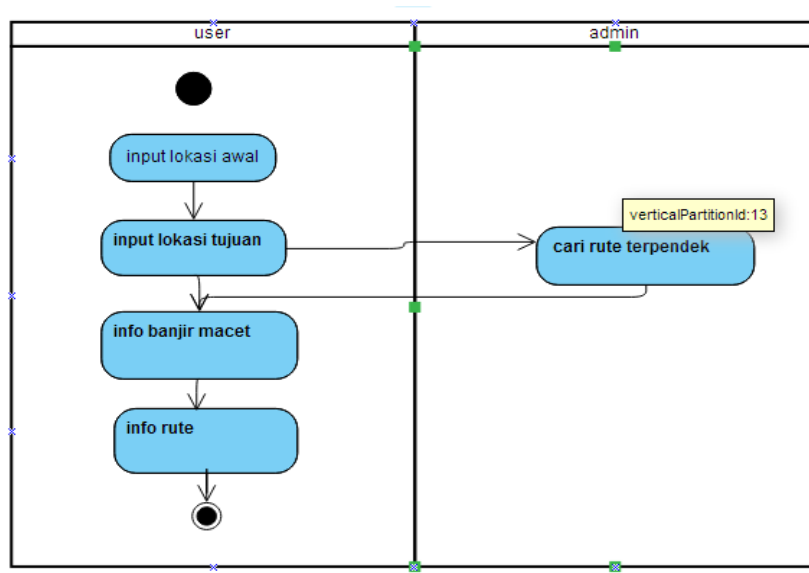 user
admin
input lokasi awal
verticalPartitionId:13
input lokasi tujuan
cari rute terpendek
info banjir macet
info rute